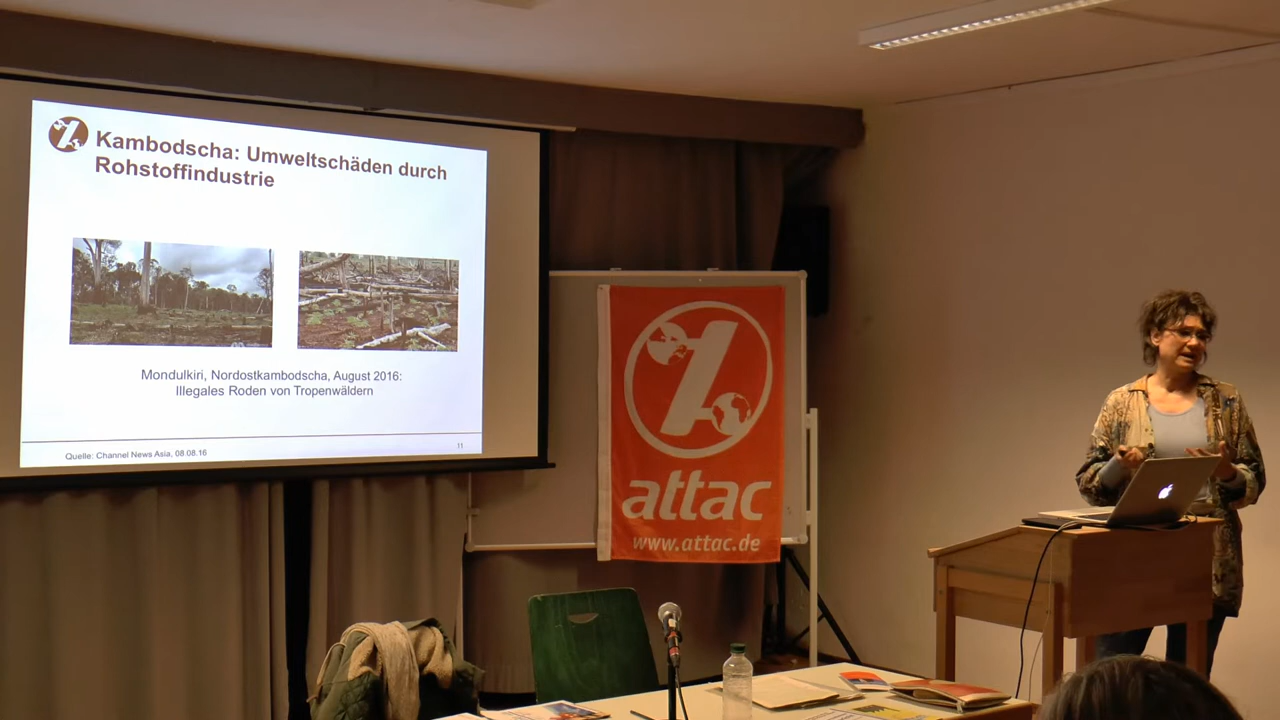 Kambodscha: Umweltschäden durch
Rohstoffindustrie
Mondulkiri, Nordostkambodscha, August 2016:
Illegales Roden von Tropenwäldern
11
Quelle: Channel News Asia, 08.08.16
attac
www.attac.de